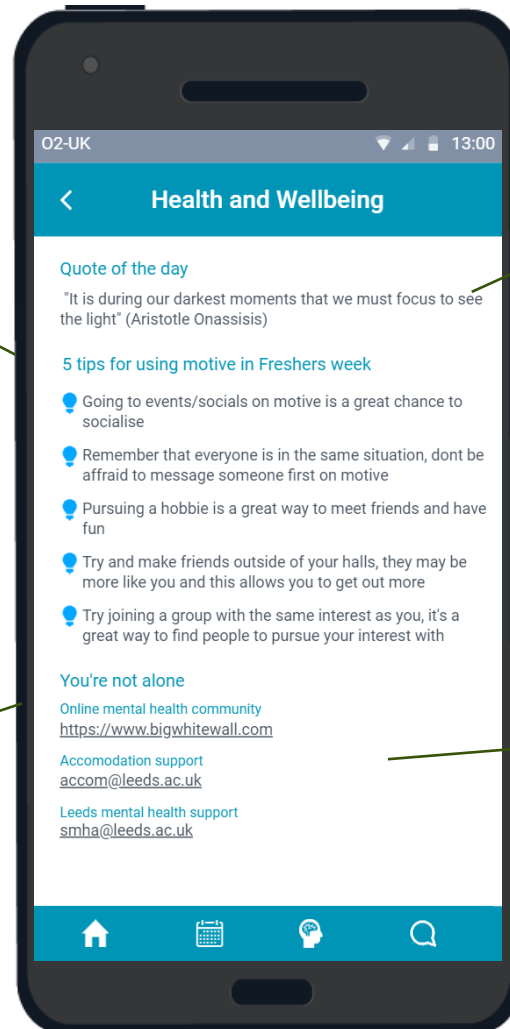 O2-UK 13:00
Health and Wellbeing
Quote of the day
"It is during our darkest moments that we must focus to see
the light" (Aristotle Onassisis)
5 tips for using motive in Freshers week
Going to events/socials on motive is a great chance to
socialise
Remember that everyone is in the same situation, dont be
affraid to message someone first on motive
Pursuing a hobbie is a great way to meet friends and have
fun
Try and make friends outside of your halls, they may be
more like you and this allows you to get out more
Try joining a group with the same interest as you, it's a
great way to find people to pursue your interest with
You're not alone
Online mental health community
https://www.bigwhitewall.com
Accomodation support
accom@leeds.ac.uk
Leeds mental health support
smha@leeds.ac.uk